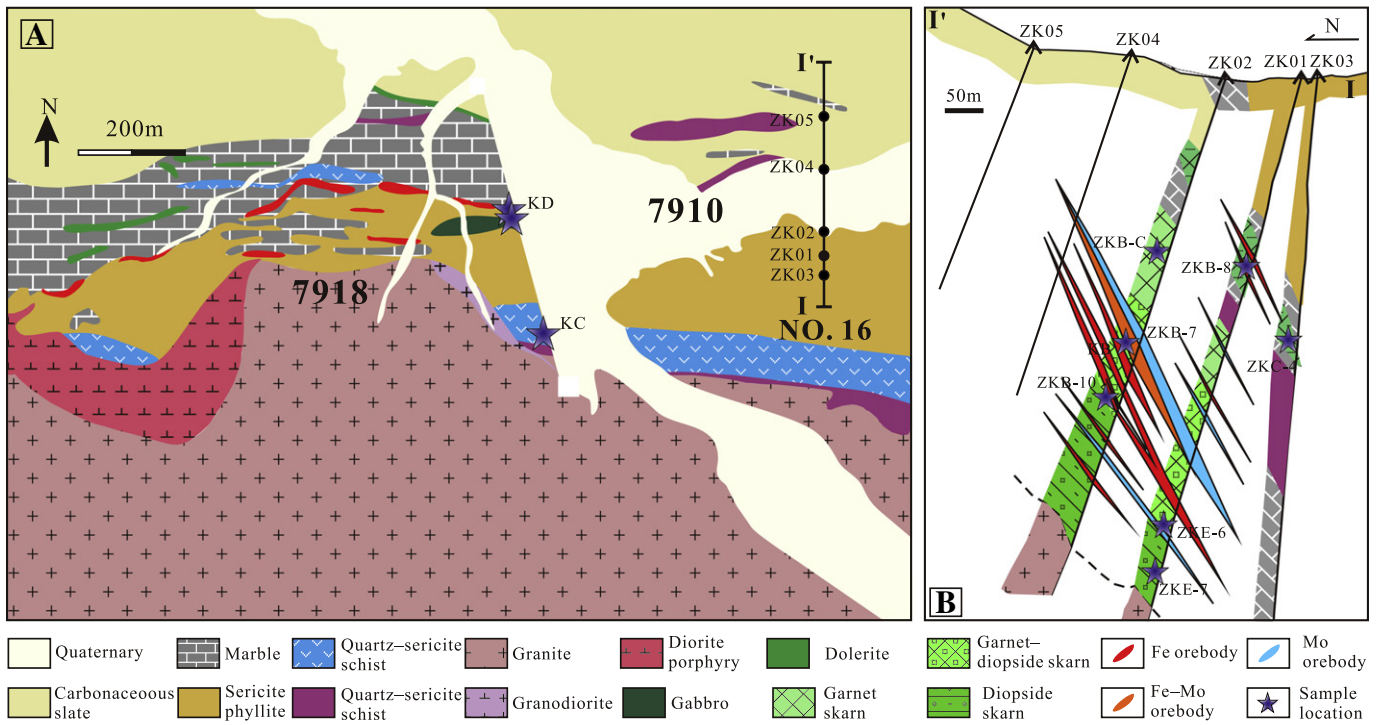 A
N
200m
KD
KC
7918
7910
I'
ZK05
ZK04
ZK02
ZK01
ZK03
I
NO. 16
I'
ZK05
ZK04
ZK02
ZK01
ZK03
N
I
50m
ZKB-C
ZKB-8
ZKB-7
ZKC-4
ZKB-10
ZKE-6
ZKE-7
B
Quaternary
Marble
Quartz–sericite
schist
Granite
Diorite
porphyry
Dolerite
Garnet–
diopside skarn
Fe orebody
Mo
orebody
Carbonaceous
slate
Sericite
phyllite
Quartz–sericite
schist
Granodiorite
Gabbro
Garnet
skarn
Diopside
skarn
Fe–Mo
orebody
Sample
location